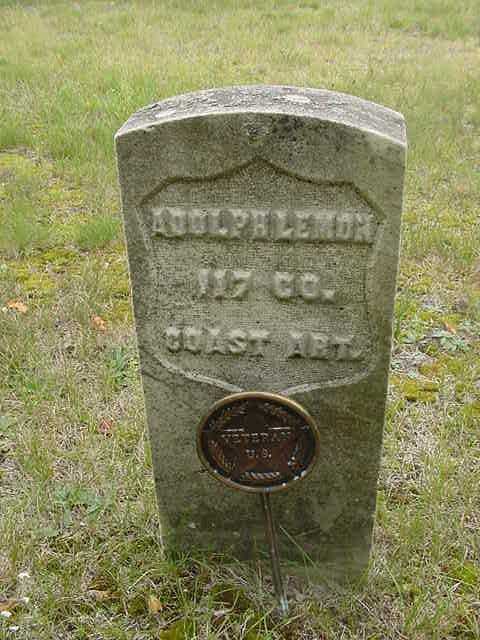 ADOLPH LEMON
117 CO.
COAST ART.
VETERAN
U.S.